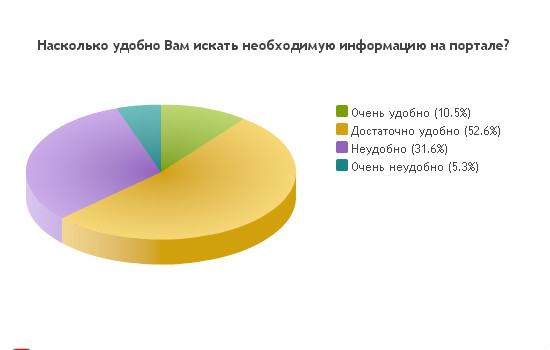 Насколько удобно Вам искать необходимую информацию на портале?
Очень удобно (10.5%)
Достаточно удобно (52.6%)
Неудобно (31.6%)
Очень неудобно (5.3%)